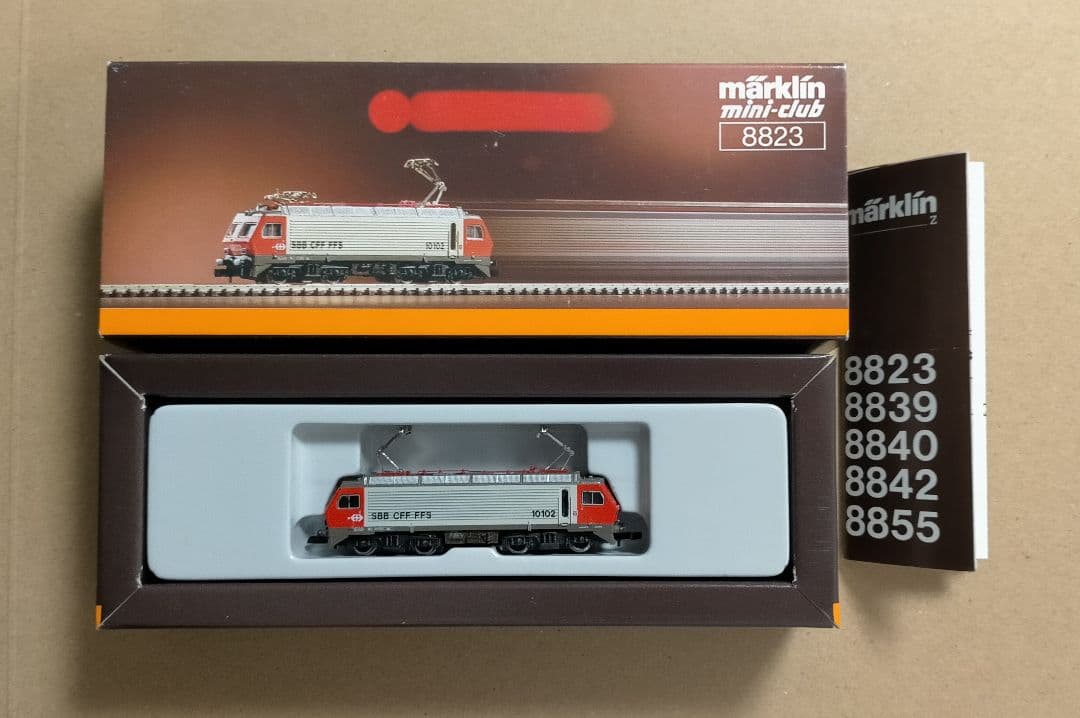 märklin
mini-club
8823
SBB CFF FFS
10102
märklin
Z
8823
8839
8840
8842
8855
SBB CFF FFS
10102